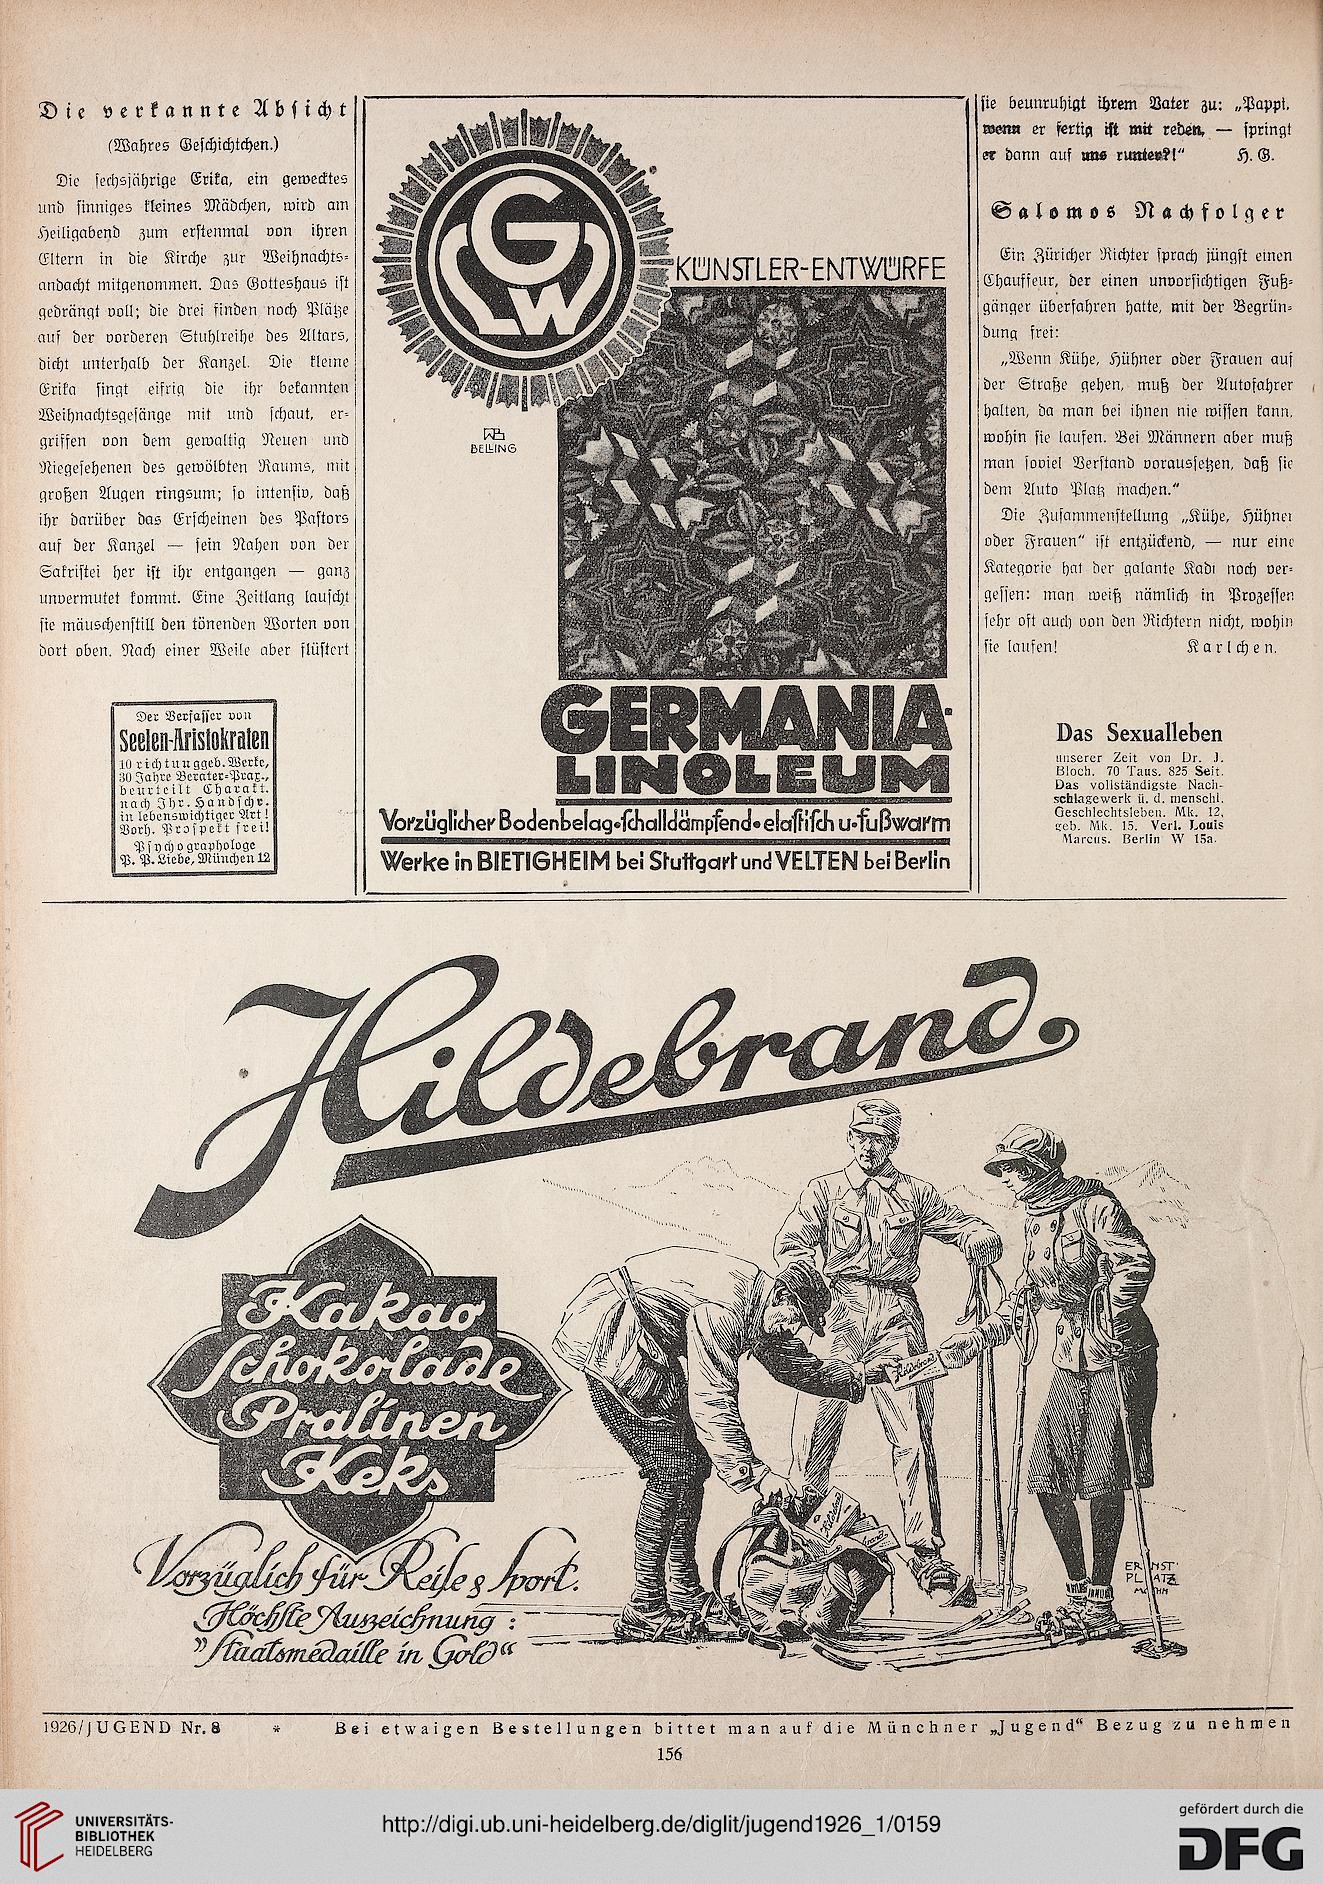 Die verkannte Absicht
(Wahres Geschichtchen.)
Die sechsjährige Erika, ein gewecktes
und sinniges kleines Mädchen, wird am
Heiligabend zum erstenmal von ihren
Eltern in die Kirche zur Weihnachts-
andacht mitgenommen. Das Gotteshaus ist
gedrängt voll; die drei finden noch Plätze
auf der vorderen Stuhlreihe des Altars,
dicht unterhalb der Kanzel. Die kleine
Erika singt eifrig die ihr bekannten
Weihnachtsgesänge mit und schaut, er-
griffen von dem gewaltig Neuen und
Niegesehenen des gewölbten Raums, mit
großen Augen ringsum; so intensiv, daß
ihr darüber das Erscheinen des Pastors
auf der Kanzel — sein Nahen von der
Sakristei her ist ihr entgangen — ganz
unvermutet kommt. Eine Zeitlang lauscht
sie mäuschenstill den tönenden Worten von
dort oben. Nach einer Weile aber flüstert
sie beunruhigt ihrem Vater zu: „Pappi,
wenn er fertig ist mit reden, — springt
er dann auf uns runter?!“ H. G.
Der Verfasser von
Seelen-Aristokraten
10 richtunggeb. Werke,
30 Jahre Berater-Prax.,
beurteilt Charakt.
nach Ihr. Handschr.
in lebenswichtiger Art!
Vorh. Prospekt frei!
Psychographologe
P. P. Liebe, München 12
GLW
KÜNSTLER-ENTWÜRFE
WB
BELLING
GERMANIA-
LINOLEUM
Vorzüglicher Bodenbelag • schalldämpfend • elastisch u • fußwarm
Werke in BIETIGHEIM bei Stuttgart und VELTEN bei Berlin
Salomos Nachfolger
Ein Züricher Richter sprach jüngst einen
Chauffeur, der einen unvorsichtigen Fuß-
gänger überfahren hatte, mit der Begrün-
dung frei:
„Wenn Kühe, Hühner oder Frauen auf
der Straße gehen, muß der Autofahrer
halten, da man bei ihnen nie wissen kann,
wohin sie laufen. Bei Männern aber muß
man soviel Verstand voraussetzen, daß sie
dem Auto Platz machen.“
Die Zusammenstellung „Kühe, Hühner
oder Frauen“ ist entzückend, — nur eine
Kategorie hat der galante Kadi noch ver-
gessen: man weiß nämlich in Prozessen
sehr oft auch von den Richtern nicht, wohin
sie laufen! Karlchen.
Das Sexualleben
unserer Zeit von Dr. J.
Bloch. 70 Taus. 825 Seit.
Das vollständigste Nach-
schlagewerk ü. d. menschl.
Geschlechtsleben. Mk. 12,
geb. Mk. 15. Verl. Louis
Marcus. Berlin W 15a.
Hildebrand
Kakao
Schokolade
Pralinen
Keks
Hildebrand
Hildebrand
Vorzüglich für Reise & Sport.
Höchste Auszeichnung:
„Staatsmedaille in Gold“
ERNST
PLATZ
MCHN
1926 / JUGEND Nr. 8 * Bei etwaigen Bestellungen bittet man auf die Münchner „Jugend“ Bezug zu nehmen
156
UNIVERSITÄTS-
BIBLIOTHEK
HEIDELBERG
http://digi.ub.uni-heidelberg.de/diglit/jugend1926_1/0159
gefördert durch die
DFG